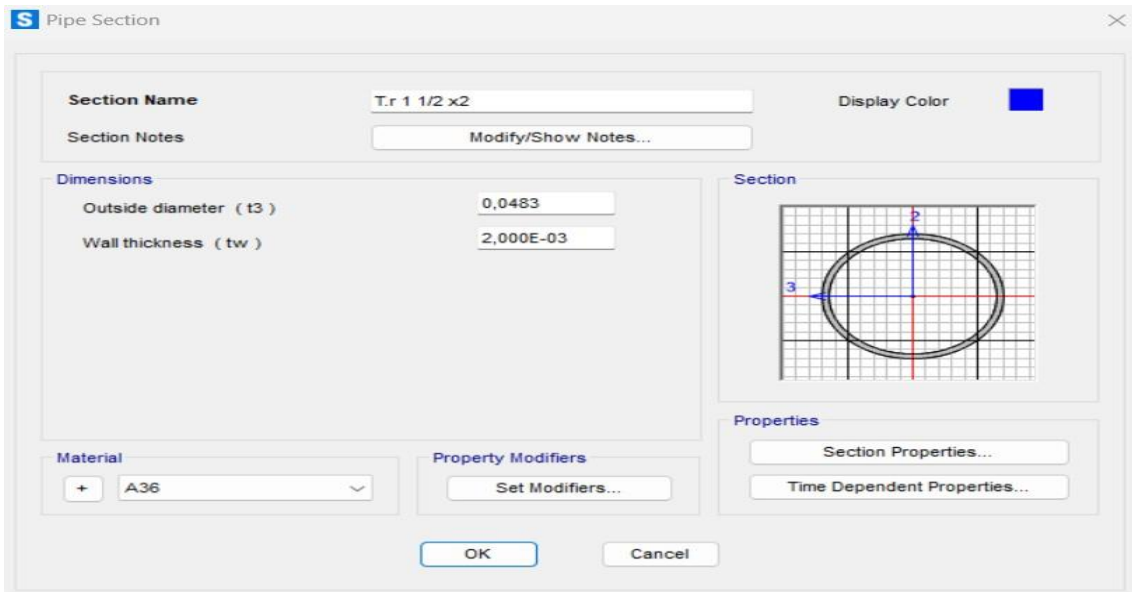 S Pipe Section
Section Name T.r 1 1/2 x2 Display Color
Section Notes Modify/Show Notes...
Dimensions
Outside diameter ( t3 ) 0,0483
Wall thickness ( tw ) 2,000E-03
Section
2
3
Properties
Section Properties...
Time Dependent Properties...
Material
+ A36
Property Modifiers
Set Modifiers...
OK Cancel